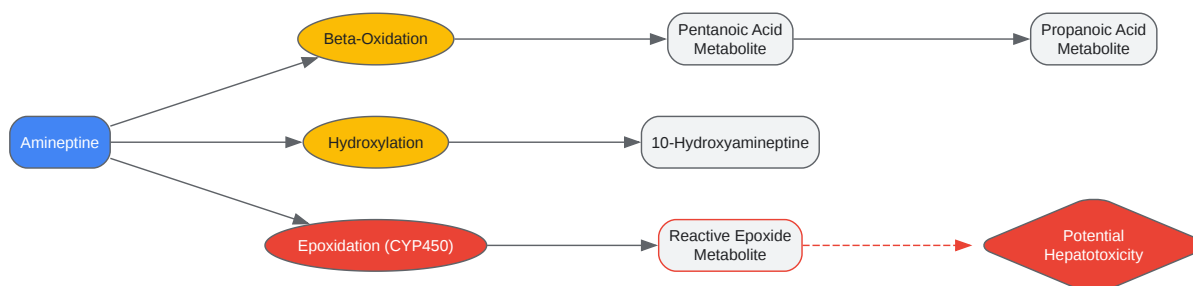 Beta-Oxidation
Pentanoic Acid
Metabolite
Propanoic Acid
Metabolite
Amineptine
Hydroxylation
10-Hydroxyamineptine
Epoxidation (CYP450)
Reactive Epoxide
Metabolite
Potential
Hepatotoxicity